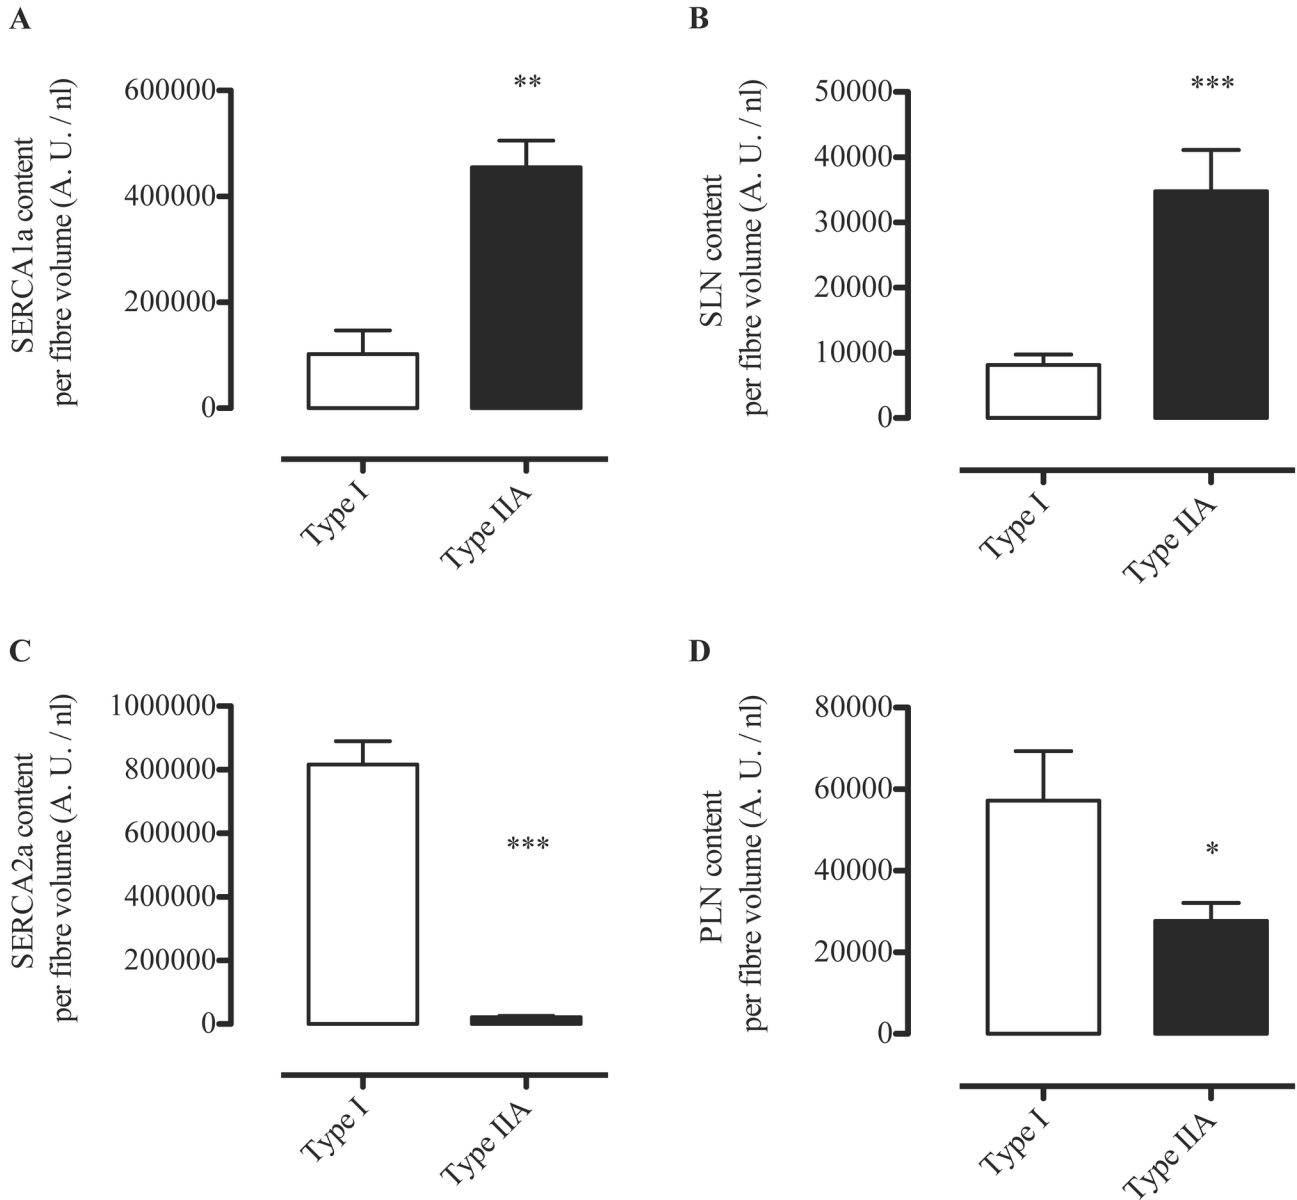 A
SERCA1a content
per fibre volume (A. U. / nl)
600000
400000
200000
0
**
Type I
Type IIA
B
SLN content
per fibre volume (A. U. / nl)
50000
40000
30000
20000
10000
0
***
Type I
Type IIA
C
SERCA2a content
per fibre volume (A. U. / nl)
1000000
800000
600000
400000
200000
0
***
Type I
Type IIA
D
PLN content
per fibre volume (A. U. / nl)
80000
60000
40000
20000
0
*
Type I
Type IIA